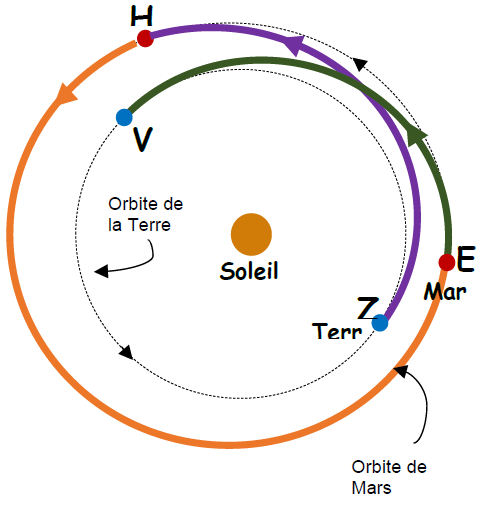 H
V
Orbite de
la Terre
Soleil
E
Mar
Z
Terr
Orbite de
Mars